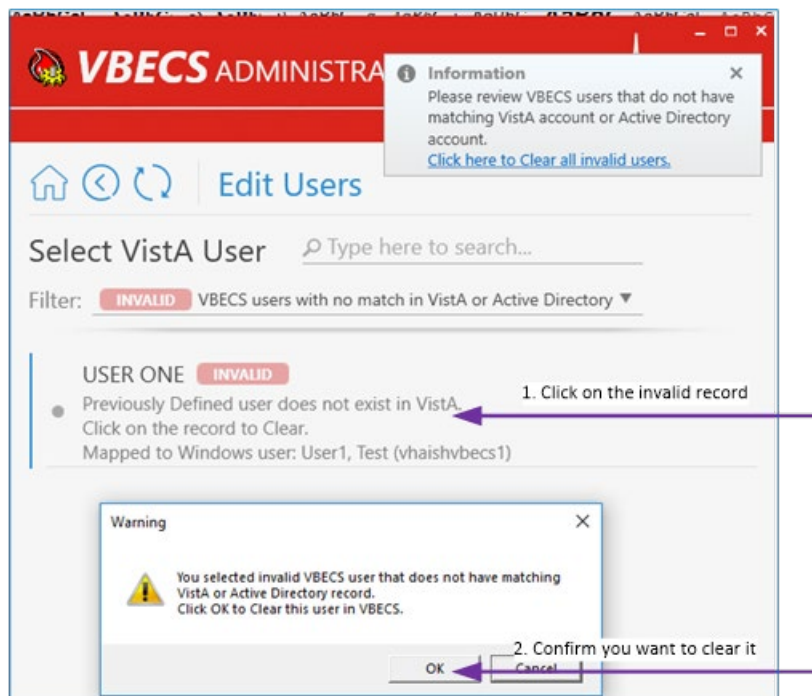 VBECS ADMINISTRA
Information
Please review VBECS users that do not have
matching VistA account or Active Directory
account.
Click here to Clear all invalid users.
Edit Users
Select VistA User
Type here to search...
Filter: INVALID VBECS users with no match in VistA or Active Directory
USER ONE INVALID
1. Click on the invalid record
Previously Defined user does not exist in VistA.
Click on the record to Clear.
Mapped to Windows user: User1, Test (vhaishvbecs1)
Warning
You selected invalid VBECS user that does not have matching
VistA or Active Directory record.
Click OK to Clear this user in VBECS.
2. Confirm you want to clear it
OK Cancel